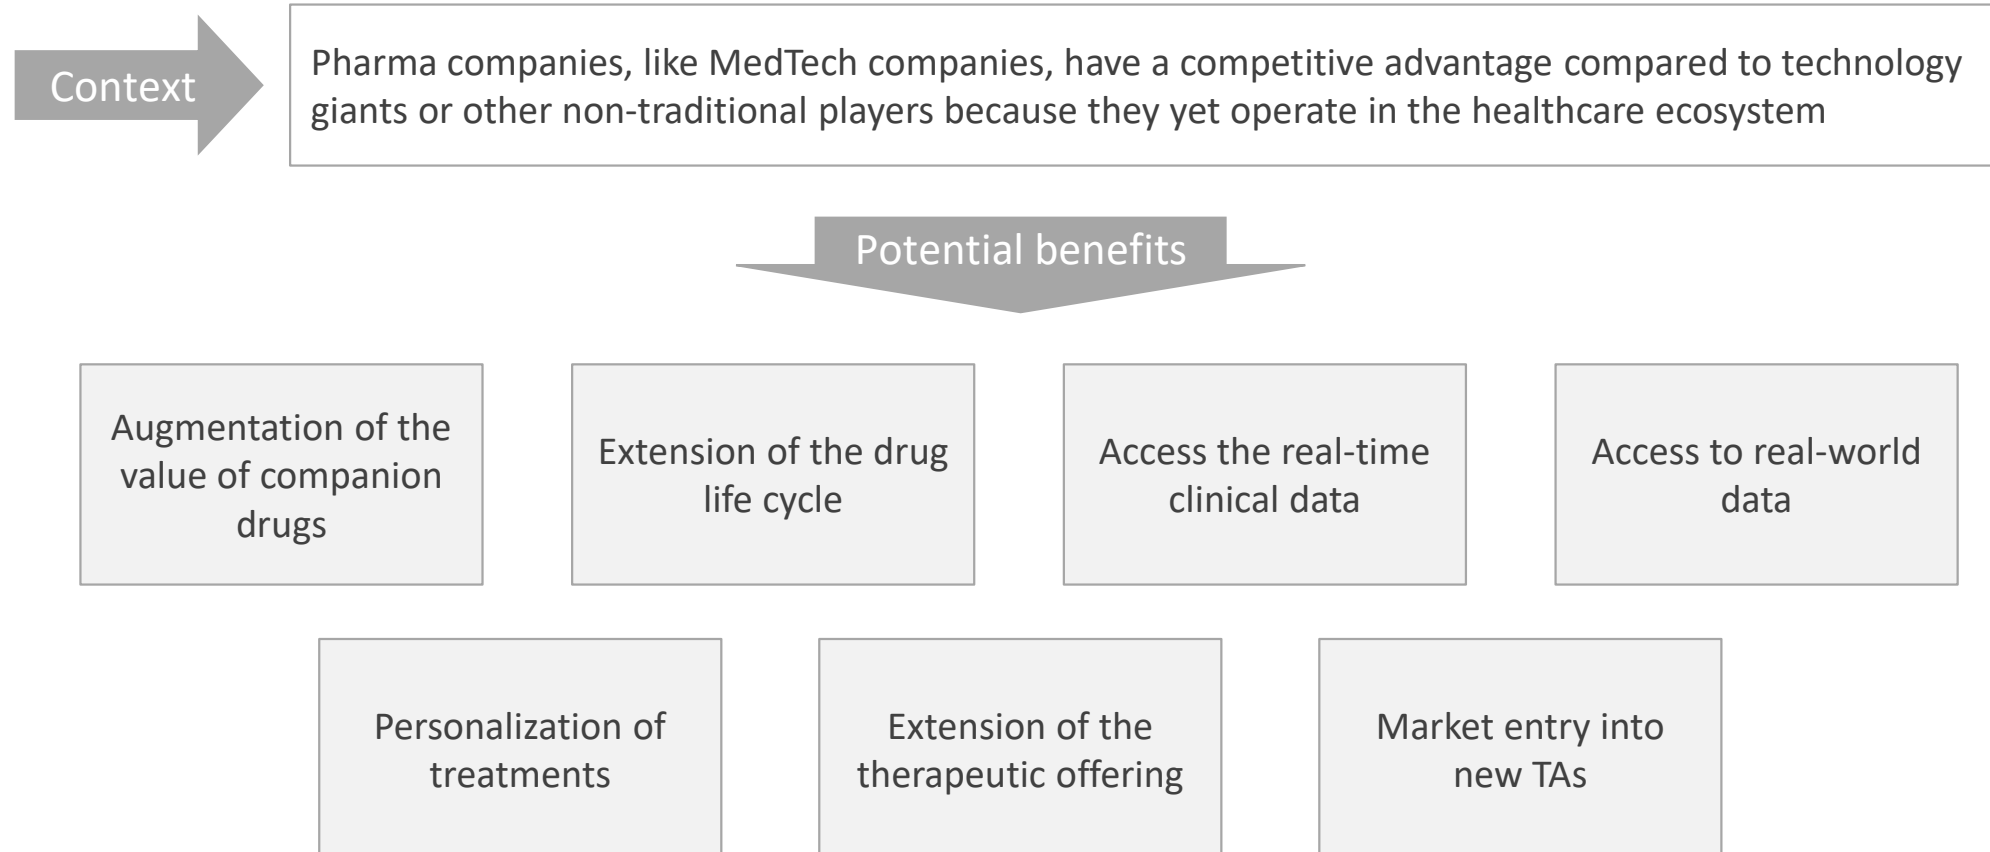 Context
Pharma companies, like MedTech companies, have a competitive advantage compared to technology
giants or other non-traditional players because they yet operate in the healthcare ecosystem
Potential benefits
Augmentation of the
value of companion
drugs
Extension of the drug
life cycle
Access the real-time
clinical data
Access to real-world
data
Personalization of
treatments
Extension of the
therapeutic offering
Market entry into
new TAs